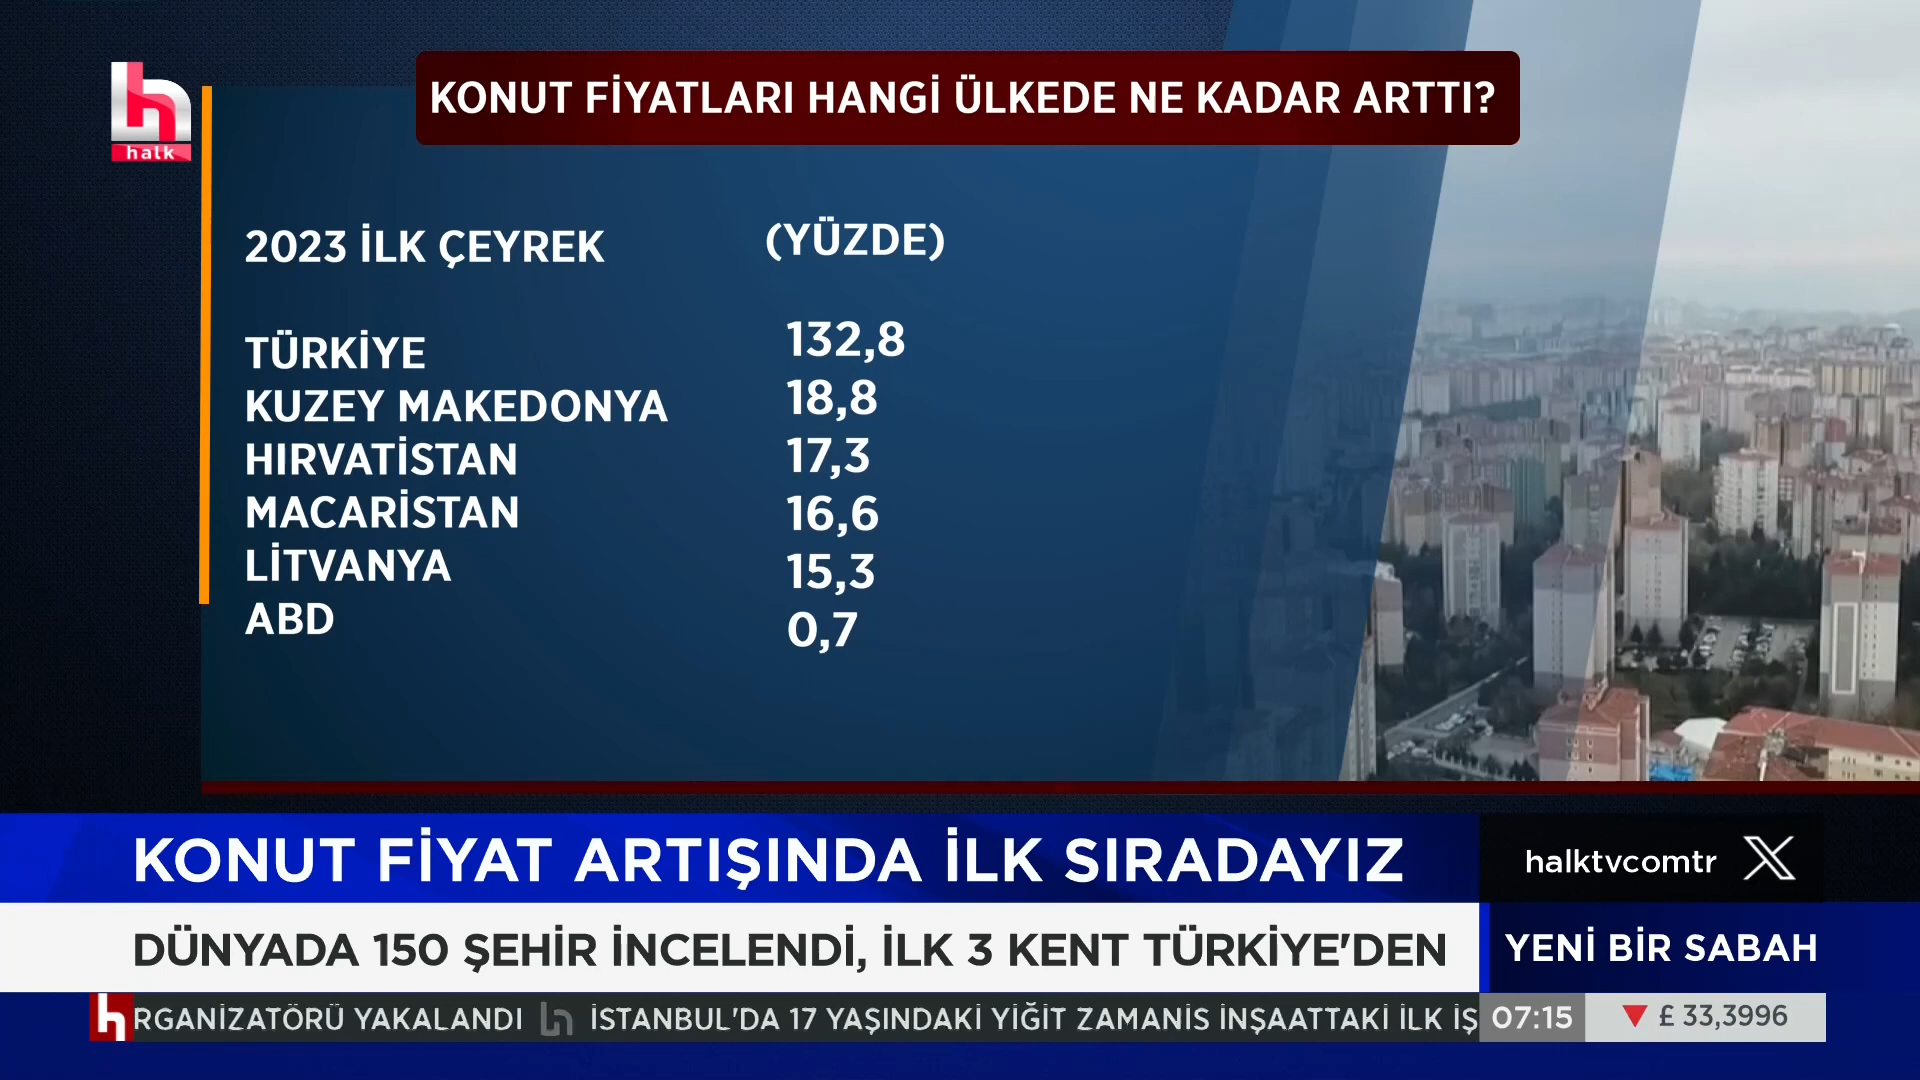 KONUT FİYATLARI HANGİ ÜLKEDE NE KADAR ARTTI?
halk
2023 İLK ÇEYREK (YÜZDE)
TÜRKİYE 132,8
KUZEY MAKEDONYA 18,8
HIRVATİSTAN 17,3
MACARİSTAN 16,6
LİTVANYA 15,3
ABD 0,7
KONUT FİYAT ARTIŞINDA İLK SIRADAYIZ
halktvcomtr X
DÜNYADA 150 ŞEHİR İNCELENDİ, İLK 3 KENT TÜRKİYE'DEN
YENİ BİR SABAH
RGANİZATÖRÜ YAKALANDI h İSTANBUL'DA 17 YAŞINDAKİ YİĞİT ZAMANIS İNŞAATTAKİ İLK İŞ 07:15 £ 33,3996